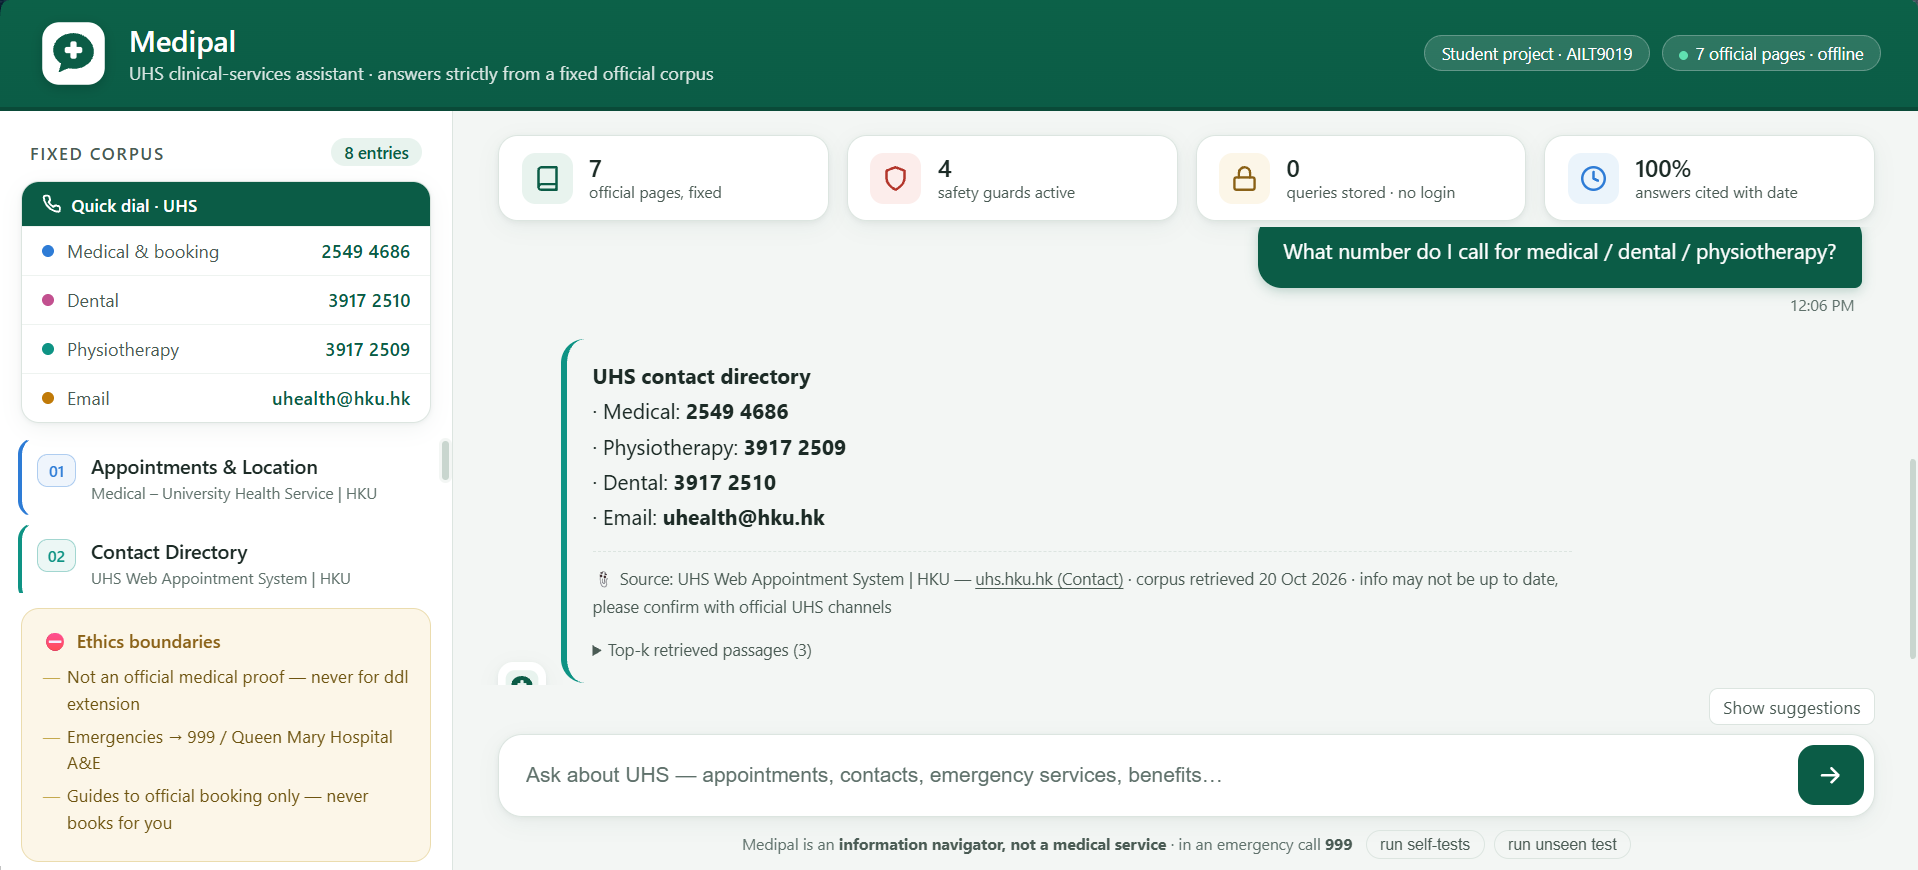 Medipal
UHS clinical-services assistant · answers strictly from a fixed official corpus
Student project · AILT9019
7 official pages · offline
FIXED CORPUS
8 entries
Quick dial · UHS
Medical & booking 2549 4686
Dental 3917 2510
Physiotherapy 3917 2509
Email uhealth@hku.hk
01 Appointments & Location
Medical – University Health Service | HKU
02 Contact Directory
UHS Web Appointment System | HKU
Ethics boundaries
— Not an official medical proof — never for ddl
extension
— Emergencies → 999 / Queen Mary Hospital
A&E
— Guides to official booking only — never
books for you
7
official pages, fixed
4
safety guards active
0
queries stored · no login
100%
answers cited with date
What number do I call for medical / dental / physiotherapy?
12:06 PM
UHS contact directory
· Medical: 2549 4686
· Physiotherapy: 3917 2509
· Dental: 3917 2510
· Email: uhealth@hku.hk
Source: UHS Web Appointment System | HKU — uhs.hku.hk (Contact) · corpus retrieved 20 Oct 2026 · info may not be up to date,
please confirm with official UHS channels
▶ Top-k retrieved passages (3)
Show suggestions
Ask about UHS — appointments, contacts, emergency services, benefits…
Medipal is an information navigator, not a medical service · in an emergency call 999
run self-tests
run unseen test